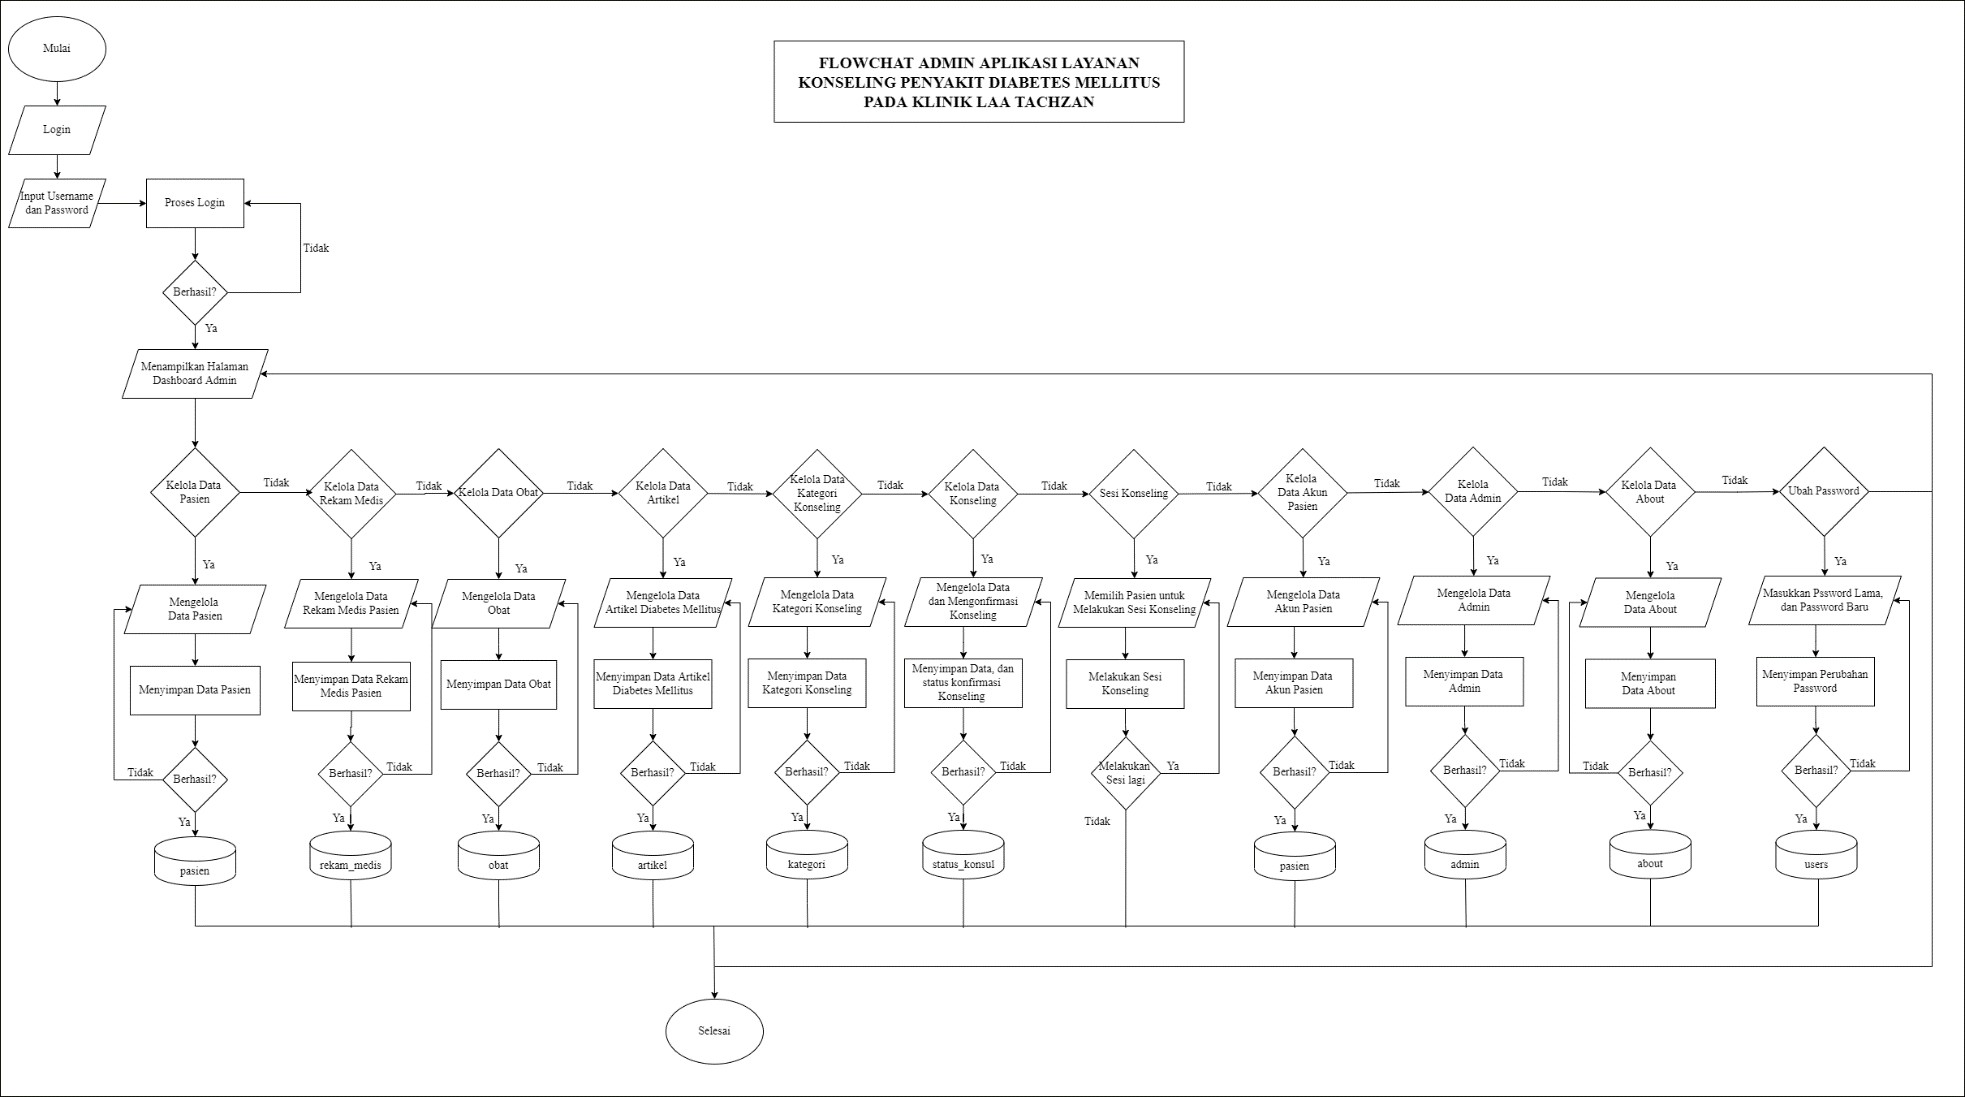 Mulai
FLOWCHAT ADMIN APLIKASI LAYANAN
KONSELING PENYAKIT DIABETES MELLITUS
PADA KLINIK LAA TACHZAN
Login
Input Username
dan Password
Proses Login
Tidak
Berhasil?
Ya
Menampilkan Halaman
Dashboard Admin
Kelola Data
Pasien
Tidak
Kelola Data
Rekam Medis
Tidak
Kelola Data Obat
Tidak
Kelola Data
Artikel
Tidak
Kelola Data
Kategori
Konseling
Tidak
Kelola Data
Konseling
Tidak
Sesi Konseling
Tidak
Kelola
Data Akun
Pasien
Tidak
Kelola
Data Admin
Tidak
Kelola Data
About
Tidak
Ubah Password
Ya
Ya
Ya
Ya
Ya
Ya
Ya
Ya
Ya
Ya
Ya
Mengelola
Data Pasien
Mengelola Data
Rekam Medis Pasien
Mengelola Data
Obat
Mengelola Data
Artikel Diabetes Mellitus
Mengelola Data
Kategori Konseling
Mengelola Data
dan Mengonfirmasi
Konseling
Memilih Pasien untuk
Melakukan Sesi Konseling
Mengelola Data
Akun Pasien
Mengelola Data
Admin
Mengelola
Data About
Masukkan Pssword Lama,
dan Password Baru
Menyimpan Data Pasien
Menyimpan Data Rekam
Medis Pasien
Menyimpan Data Obat
Menyimpan Data Artikel
Diabetes Mellitus
Menyimpan Data
Kategori Konseling
Menyimpan Data, dan
status konfirmasi
Konseling
Melakukan Sesi
Konseling
Menyimpan Data
Akun Pasien
Menyimpan Data
Admin
Menyimpan
Data About
Menyimpan Perubahan
Password
Tidak
Berhasil?
Berhasil?
Tidak
Berhasil?
Tidak
Berhasil?
Tidak
Berhasil?
Tidak
Berhasil?
Tidak
Melakukan
Sesi lagi
Ya
Berhasil?
Tidak
Berhasil?
Tidak
Tidak
Berhasil?
Berhasil?
Tidak
Ya
Ya
Ya
Ya
Ya
Ya
Tidak
Ya
Ya
Ya
Ya
pasien
rekam_medis
obat
artikel
kategori
status_konsul
pasien
admin
about
users
Selesai